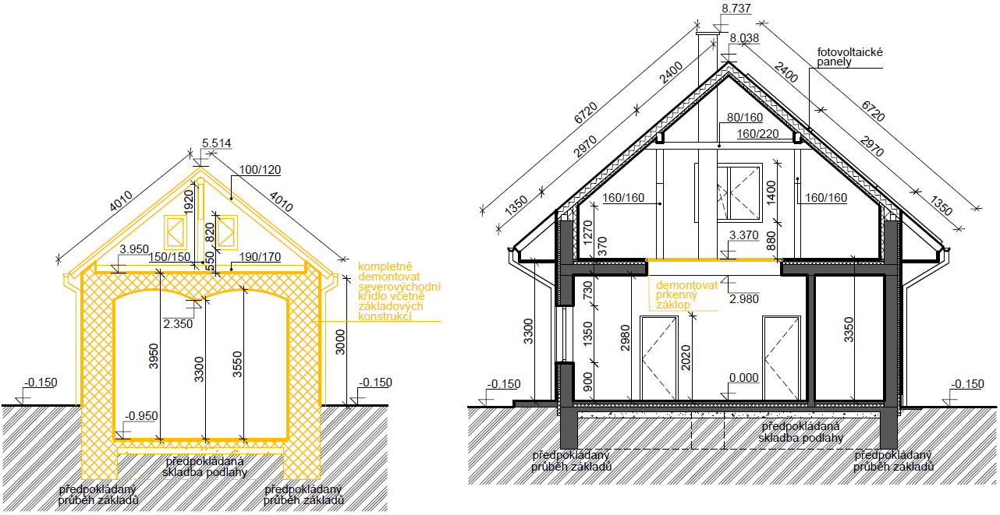 5.514
100/120
4010
4010
1920
820
550
3.950
150/150
190/170
kompletně
demontovat
severovýchodní
křídlo včetně
základových
konstrukcí
2.350
3950
3300
3550
3000
-0.150
-0.150
-0.950
předpokládaná
skladba podlahy
předpokládaný
průběh základů
předpokládaný
průběh základů
8.737
8.038
fotovoltaické
panely
2400
2400
6720
6720
2970
2970
1350
1350
80/160
160/220
160/160
160/160
1400
880
1270
370
3.370
demontovat
prkenný
záklop
2.980
730
1350
900
3300
2980
2020
3350
0.000
-0.150
-0.150
předpokládaná
skladba podlahy
předpokládaný
průběh základů
předpokládaný
průběh základů